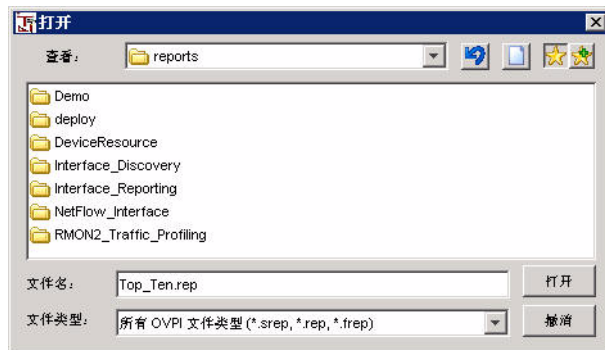 打开
查看: reports
Demo
deploy
DeviceResource
Interface_Discovery
Interface_Reporting
NetFlow_Interface
RMON2_Traffic_Profiling
文件名: Top_Ten.rep 打开
文件类型: 所有 OVPI 文件类型 (*.srep, *.rep, *.frep) 撤消